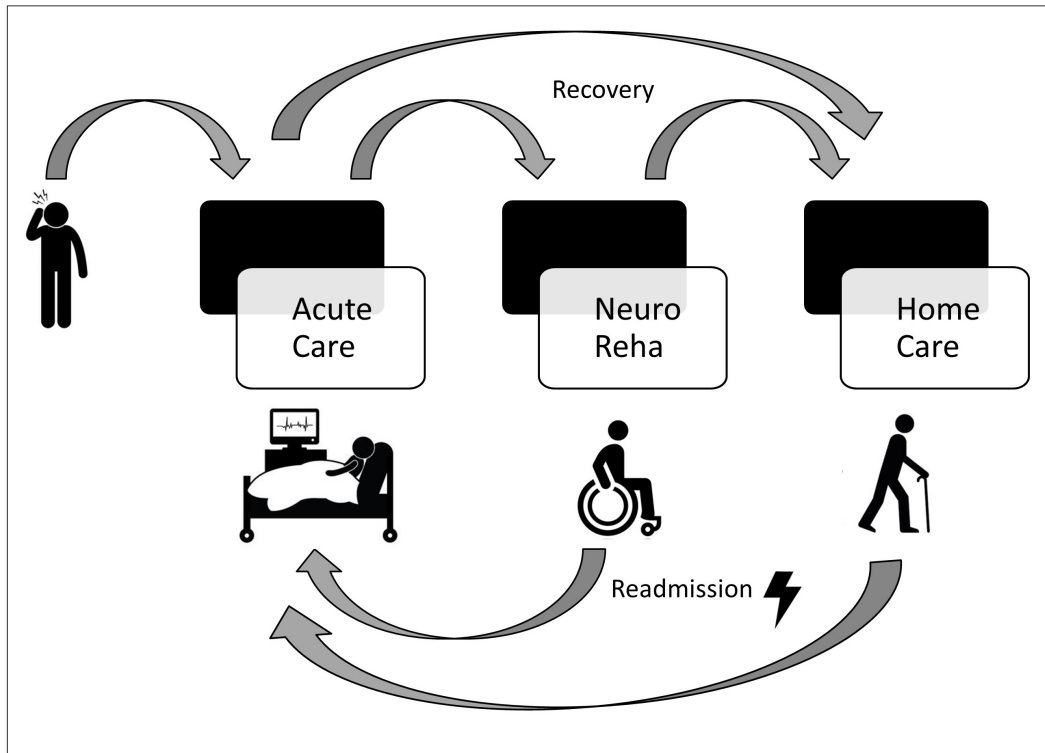 Recovery
Acute
Care
Neuro
Reha
Home
Care
Readmission